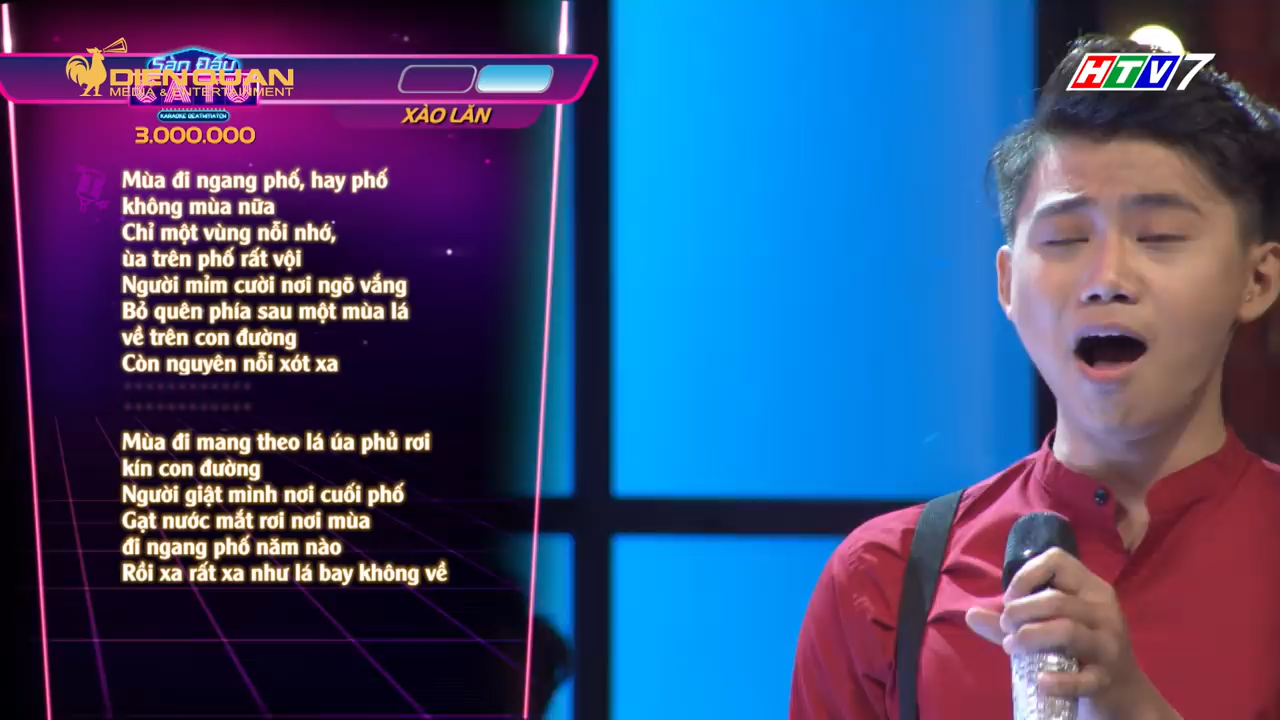 Sàn Đấu
CA TỪ
DIEN QUAN
MEDIA & ENTERTAINMENT
KARAOKE DEATHMATCH
3.000.000
XÀO LĂN
HTV7
Mùa đi ngang phố, hay phố
không mùa nữa
Chỉ một vùng nỗi nhớ,
ùa trên phố rất vội
Người mỉm cười nơi ngõ vắng
Bỏ quên phía sau một mùa lá
về trên con đường
Còn nguyên nỗi xót xa
************
************
Mùa đi mang theo lá úa phủ rơi
kín con đường
Người giật mình nơi cuối phố
Gạt nước mắt rơi nơi mùa
đi ngang phố năm nào
Rồi xa rất xa như lá bay không về